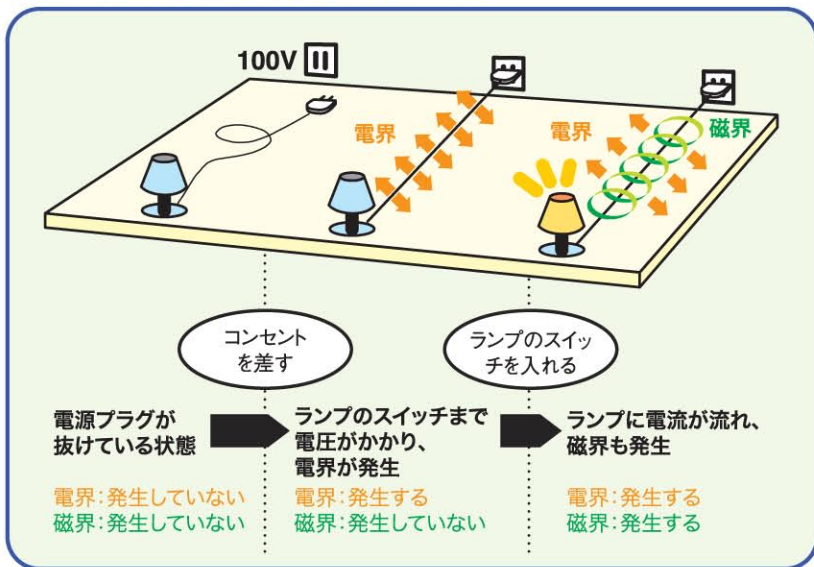 100V
電界
電界
磁界
コンセント
を差す
ランプのスイッ
チを入れる
電源プラグが
抜けている状態
電界：発生していない
磁界：発生していない
ランプのスイッチまで
電圧がかかり、
電界が発生
電界：発生する
磁界：発生していない
ランプに電流が流れ、
磁界も発生
電界：発生する
磁界：発生する